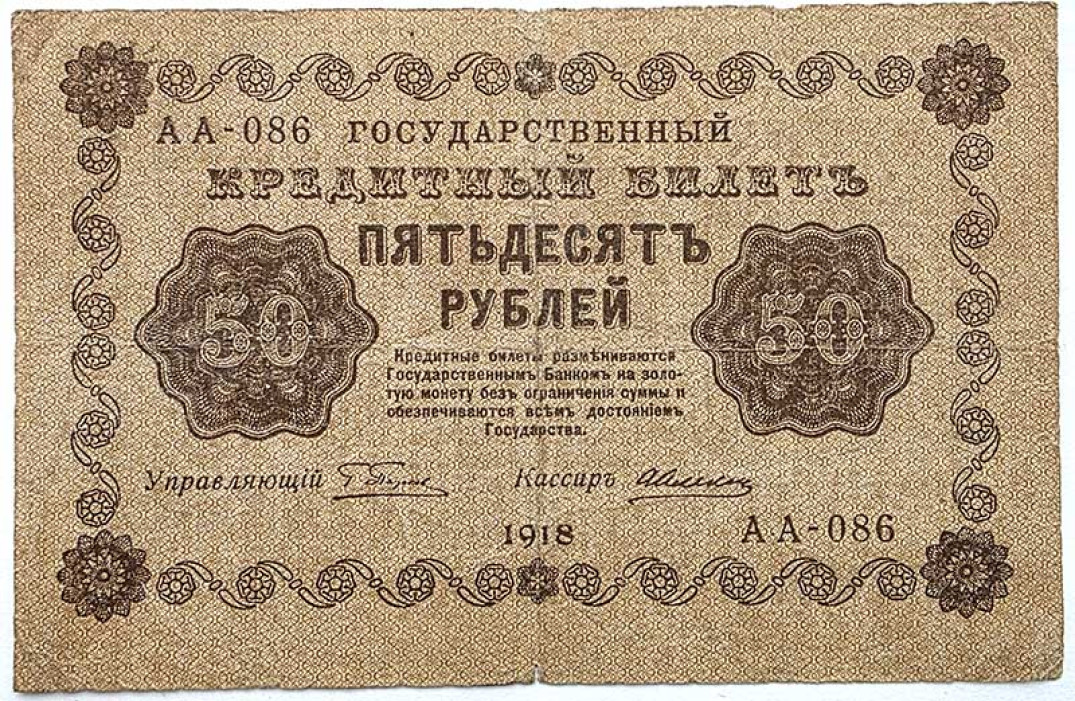 АА-086 ГОСУДАРСТВЕННЫЙ
КРЕДИТНЫЙ БИЛЕТЪ
ПЯТЬДЕСЯТЪ
РУБЛЕЙ
50
50
Кредитные билеты размѣниваются
Государственнымъ Банкомъ на золо-
тую монету безъ ограниченія суммы и
обезпечиваются всѣмъ достояніемъ
Государства.
Управляющій
Кассиръ
1918
АА-086